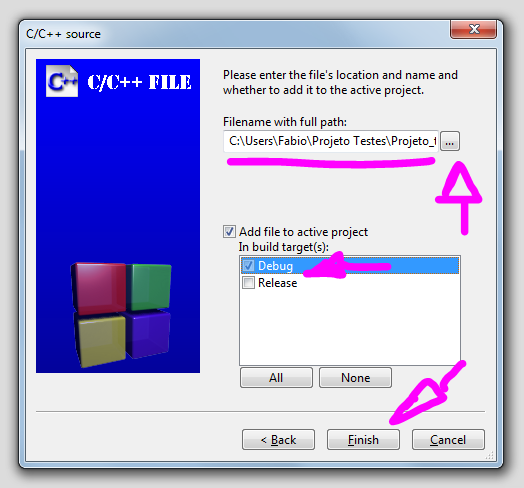 C/C++ source
C++
C/C++ FILE
Please enter the file's location and name and
whether to add it to the active project.
Filename with full path:
C:\Users\Fabio\Projeto Testes\Projeto_t
...
Add file to active project
In build target(s):
Debug
Release
All
None
< Back
Finish
Cancel